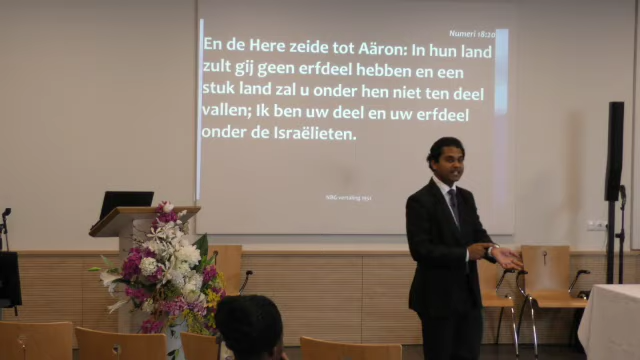 Numeri 18:20
En de Here zeide tot Aäron: In hun land
zult gij geen erfdeel hebben en een
stuk land zal u onder hen niet ten deel
vallen; Ik ben uw deel en uw erfdeel
onder de Israëlieten.
NBG vertaling 1951